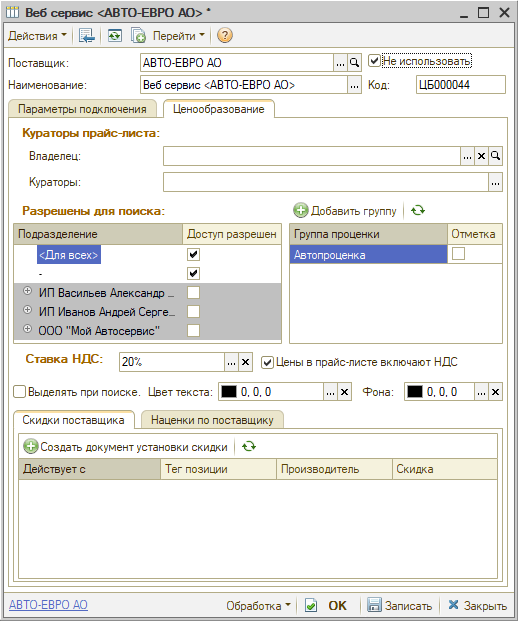 Веб сервис <АВТО-ЕВРО АО> *
Действия Перейти ?
Поставщик: АВТО-ЕВРО АО ... Не использовать
Наименование: Веб сервис <АВТО-ЕВРО АО> ... Код: ЦБ000044
Параметры подключения Ценообразование
Кураторы прайс-листа:
Владелец: ... x
Кураторы: ...
Разрешены для поиска: Добавить группу
Подразделение Доступ разрешен Группа проценки Отметка
<Для всех> Автопроценка
-
ИП Васильев Александр ...
ИП Иванов Андрей Серге...
ООО "Мой Автосервис"
Ставка НДС: 20% ... x Цены в прайс-листе включают НДС
Выделять при поиске. Цвет текста: 0, 0, 0 ... x Фона: 0, 0, 0 ... x
Скидки поставщика Наценки по поставщику
Создать документ установки скидки
Действует с Тег позиции Производитель Скидка
АВТО-ЕВРО АО Обработка OK Записать Закрыть